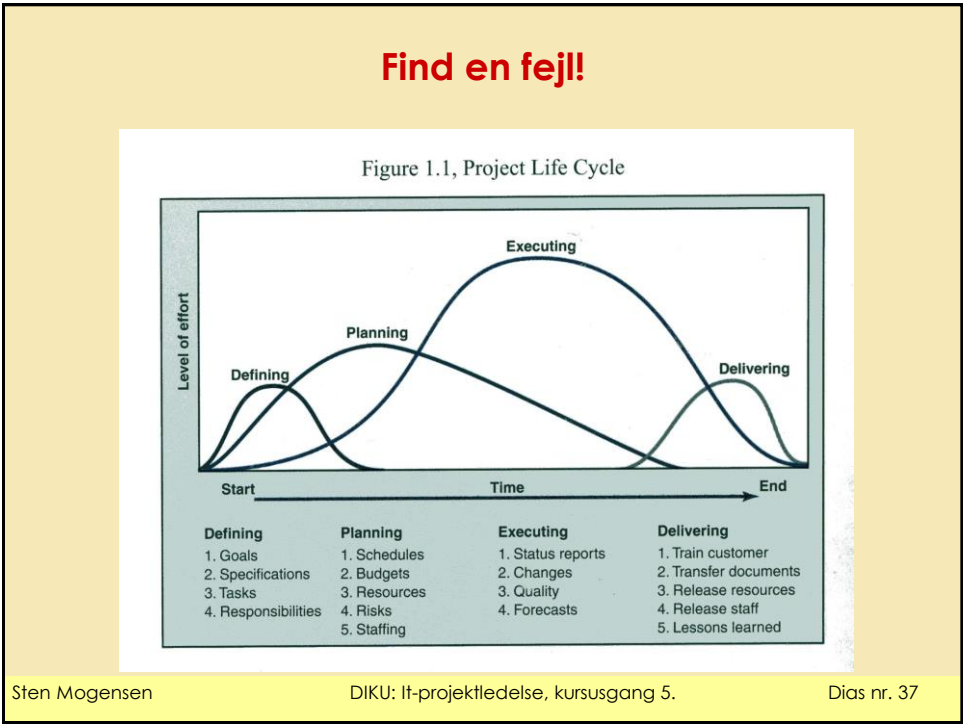 Find en fejl!
Figure 1.1, Project Life Cycle
Level of effort
Executing
Planning
Defining
Delivering
Start
Time
End
Defining
1. Goals
2. Specifications
3. Tasks
4. Responsibilities
Planning
1. Schedules
2. Budgets
3. Resources
4. Risks
5. Staffing
Executing
1. Status reports
2. Changes
3. Quality
4. Forecasts
Delivering
1. Train customer
2. Transfer documents
3. Release resources
4. Release staff
5. Lessons learned
Sten Mogensen
DIKU: It-projektledelse, kursusgang 5.
Dias nr. 37